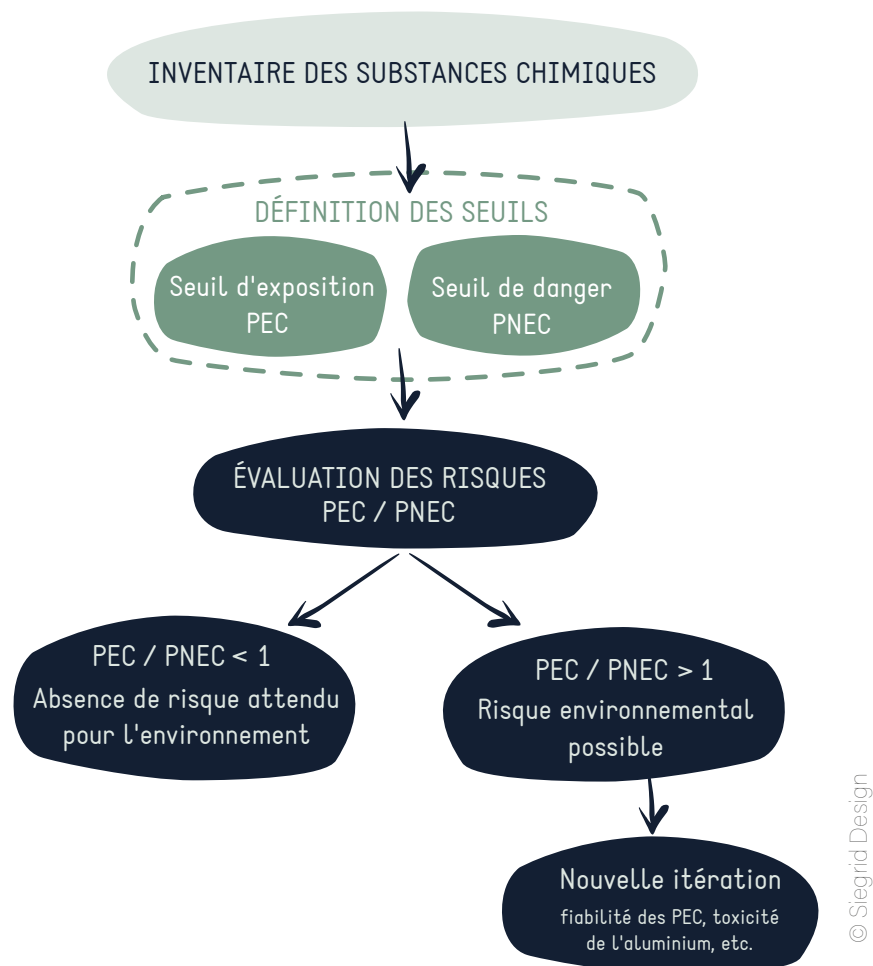 INVENTAIRE DES SUBSTANCES CHIMIQUES
DÉFINITION DES SEUILS
Seuil d'exposition
PEC
Seuil de danger
PNEC
ÉVALUATION DES RISQUES
PEC / PNEC
PEC / PNEC < 1
Absence de risque attendu
pour l'environnement
PEC / PNEC > 1
Risque environnemental
possible
Nouvelle itération
fiabilité des PEC, toxicité
de l'aluminium, etc.
© Siegrid Design